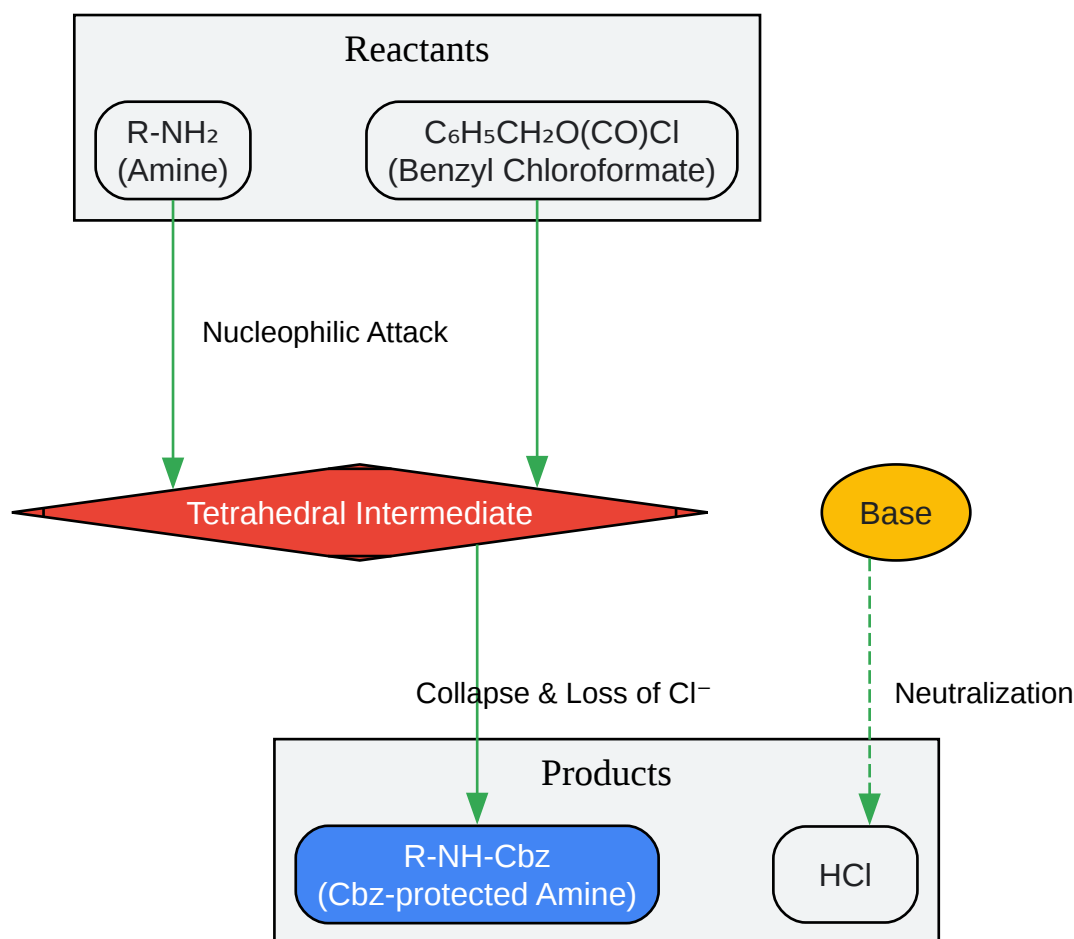 Reactants
R-NH₂
(Amine)
C₆H₅CH₂O(CO)Cl
(Benzyl Chloroformate)
Nucleophilic Attack
Tetrahedral Intermediate
Base
Collapse & Loss of Cl⁻
Neutralization
Products
R-NH-Cbz
(Cbz-protected Amine)
HCl